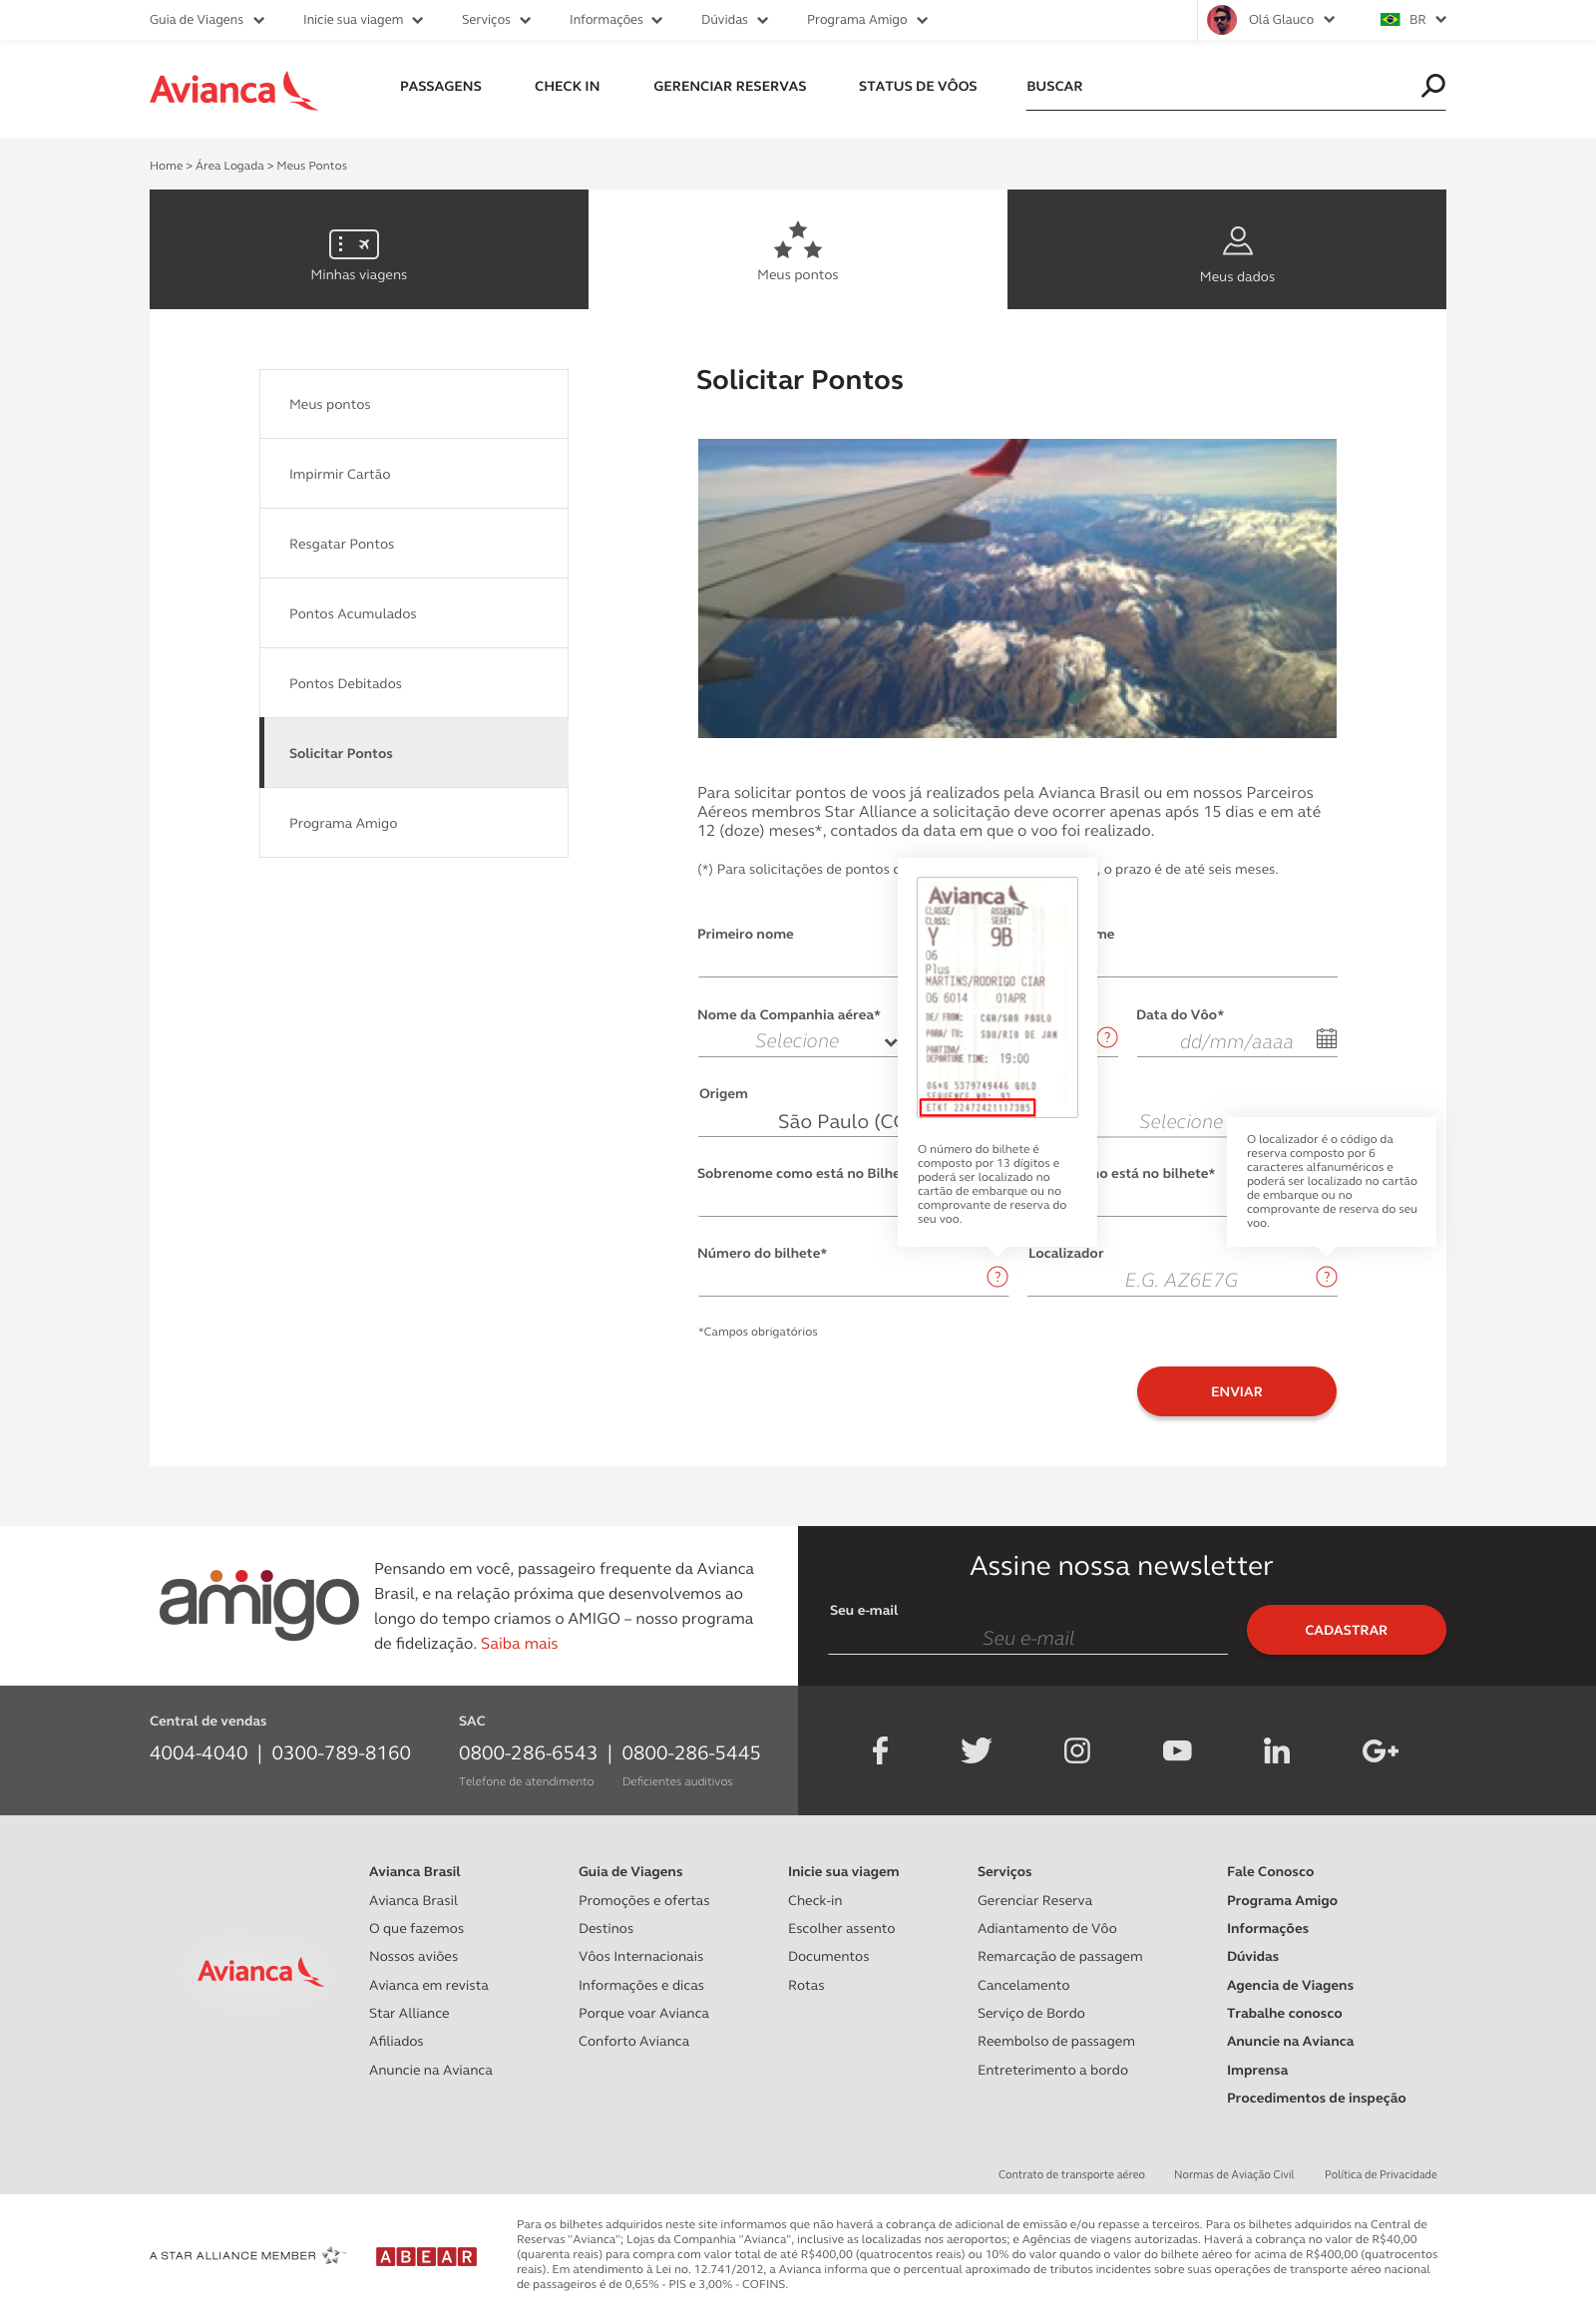 Guia de Viagens
Inicie sua viagem
Serviços
Informações
Dúvidas
Programa Amigo
Olá Glauco
BR
Avianca
PASSAGENS
CHECK IN
GERENCIAR RESERVAS
STATUS DE VÔOS
BUSCAR
Home > Área Logada > Meus Pontos
Minhas viagens
Meus pontos
Meus dados
Meus pontos
Impirmir Cartão
Resgatar Pontos
Pontos Acumulados
Pontos Debitados
Solicitar Pontos
Programa Amigo
Solicitar Pontos
Para solicitar pontos de voos já realizados pela Avianca Brasil ou em nossos Parceiros
Aéreos membros Star Alliance a solicitação deve ocorrer apenas após 15 dias e em até
12 (doze) meses*, contados da data em que o voo foi realizado.
(*) Para solicitações de pontos , o prazo é de até seis meses.
Primeiro nome
me
Nome da Companhia aérea*
Selecione
?
Data do Vôo*
dd/mm/aaaa
Origem
São Paulo (CO
Selecione
Sobrenome como está no Bilhe
no está no bilhete*
Número do bilhete*
?
Localizador
E.G. AZ6E7G
?
Avianca
CLASSE/ ASSENTO/
CLASS: SEAT:
Y 9B
06
Plus
MARTINS/RODRIGO CIAR
06 6014 01APR
DE/ FROM: CGH/SAO PAULO
PARA/ TO: SDU/RIO DE JAN
PARTIDA/
DEPARTURE TIME: 19:00
06*8 5379749446 GOLD
SEQUENCE NO: 93
ETKT 22472421117385
O número do bilhete é
composto por 13 dígitos e
poderá ser localizado no
cartão de embarque ou no
comprovante de reserva do
seu voo.
O localizador é o código da
reserva composto por 6
caracteres alfanuméricos e
poderá ser localizado no cartão
de embarque ou no
comprovante de reserva do seu
voo.
*Campos obrigatórios
ENVIAR
amigo
Pensando em você, passageiro frequente da Avianca
Brasil, e na relação próxima que desenvolvemos ao
longo do tempo criamos o AMIGO – nosso programa
de fidelização. Saiba mais
Assine nossa newsletter
Seu e-mail
Seu e-mail
CADASTRAR
Central de vendas
4004-4040 | 0300-789-8160
SAC
0800-286-6543 | 0800-286-5445
Telefone de atendimento
Deficientes auditivos
Avianca
Avianca Brasil
Avianca Brasil
O que fazemos
Nossos aviões
Avianca em revista
Star Alliance
Afiliados
Anuncie na Avianca
Guia de Viagens
Promoções e ofertas
Destinos
Vôos Internacionais
Informações e dicas
Porque voar Avianca
Conforto Avianca
Inicie sua viagem
Check-in
Escolher assento
Documentos
Rotas
Serviços
Gerenciar Reserva
Adiantamento de Vôo
Remarcação de passagem
Cancelamento
Serviço de Bordo
Reembolso de passagem
Entreterimento a bordo
Fale Conosco
Programa Amigo
Informações
Dúvidas
Agencia de Viagens
Trabalhe conosco
Anuncie na Avianca
Imprensa
Procedimentos de inspeção
Contrato de transporte aéreo
Normas de Aviação Civil
Política de Privacidade
A STAR ALLIANCE MEMBER
ABEAR
Para os bilhetes adquiridos neste site informamos que não haverá a cobrança de adicional de emissão e/ou repasse a terceiros. Para os bilhetes adquiridos na Central de
Reservas "Avianca"; Lojas da Companhia "Avianca", inclusive as localizadas nos aeroportos; e Agências de viagens autorizadas. Haverá a cobrança no valor de R$40,00
(quarenta reais) para compra com valor total de até R$400,00 (quatrocentos reais) ou 10% do valor quando o valor do bilhete aéreo for acima de R$400,00 (quatrocentos
reais). Em atendimento à Lei no. 12.741/2012, a Avianca informa que o percentual aproximado de tributos incidentes sobre suas operações de transporte aéreo nacional
de passageiros é de 0,65% - PIS e 3,00% - COFINS.